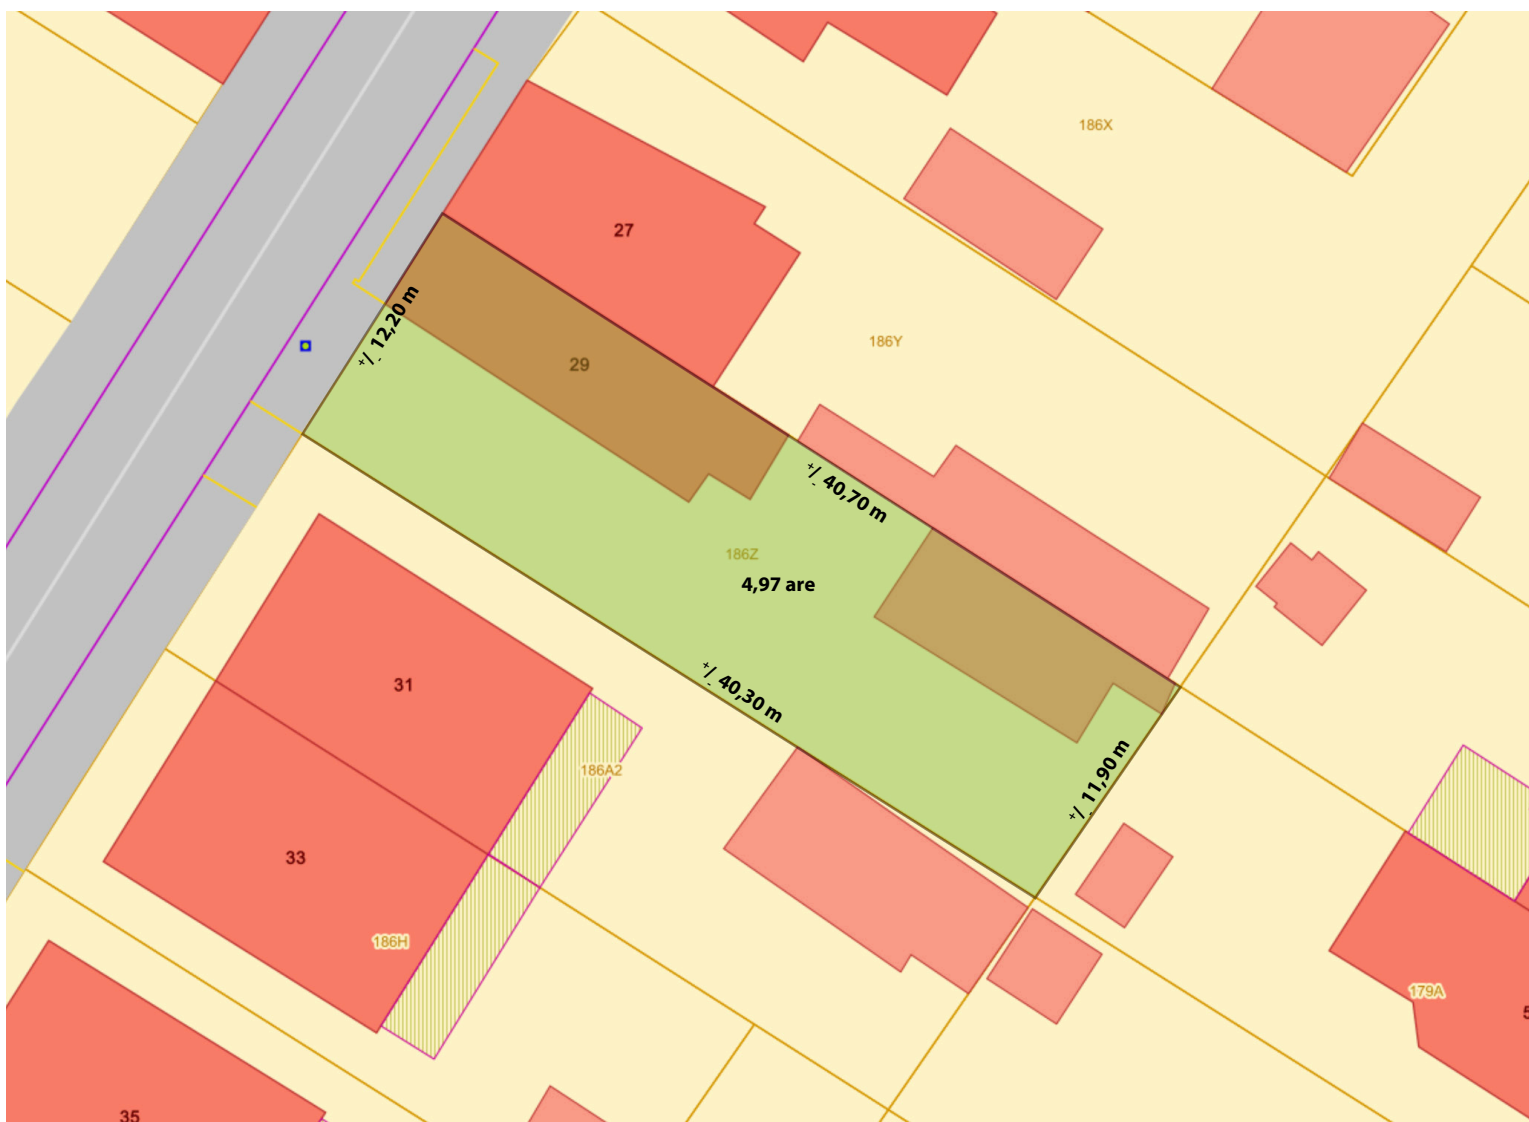 186X
27
+/- 12,20 m
186Y
29
+/- 40,70 m
186Z
4,97 are
31
+/- 40,30 m
186A2
+/- 11,90 m
33
186H
179A
5
35